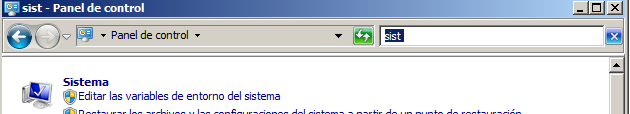 sist - Panel de control
Panel de control
sist
Sistema
Editar las variables de entorno del sistema
Restaurar los archivos y las configuraciones del sistema a partir de un punto de restauración